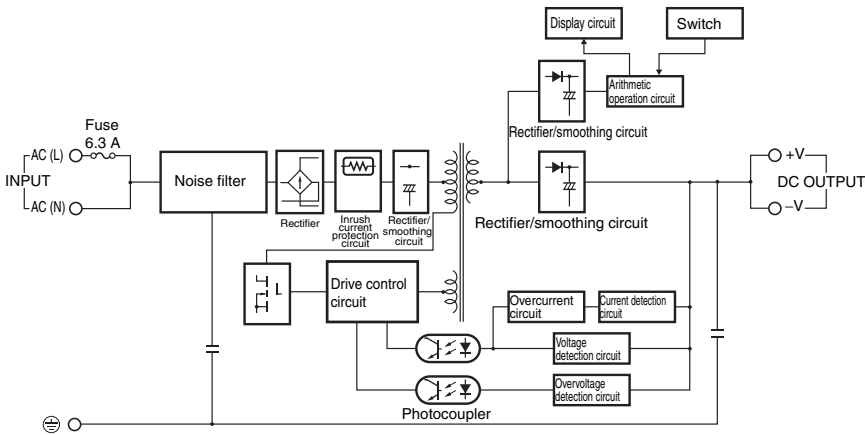 Display circuit
Switch
Arithmetic
operation circuit
Rectifier/smoothing circuit
Fuse
6.3 A
AC (L)
INPUT
AC (N)
Noise filter
Rectifier
Inrush
current
protection
circuit
Rectifier/
smoothing
circuit
Rectifier/smoothing circuit
+V
DC OUTPUT
−V
Drive control
circuit
Overcurrent
circuit
Current detection
circuit
Voltage
detection circuit
Overvoltage
detection circuit
Photocoupler